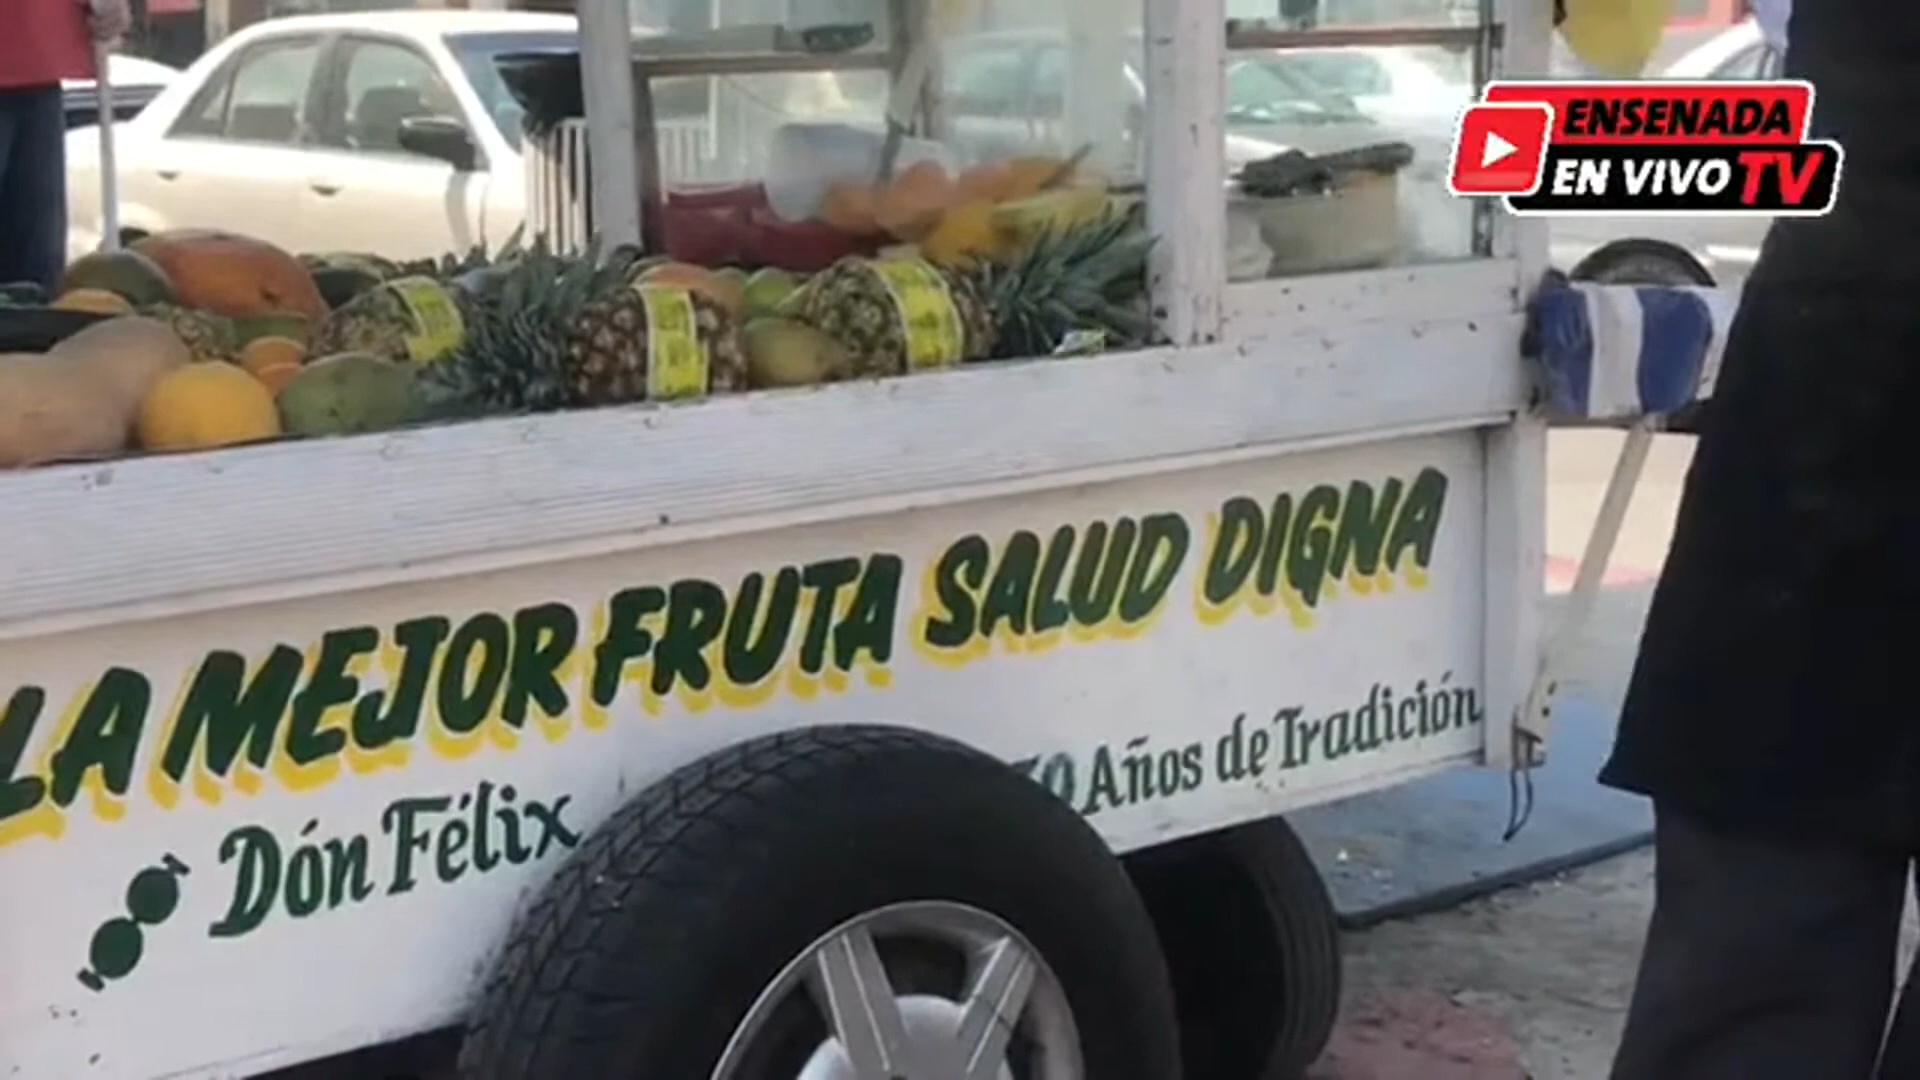 ENSENADA
EN VIVO TV
LA MEJOR FRUTA SALUD DIGNA
Dón Félix
Años de Tradición